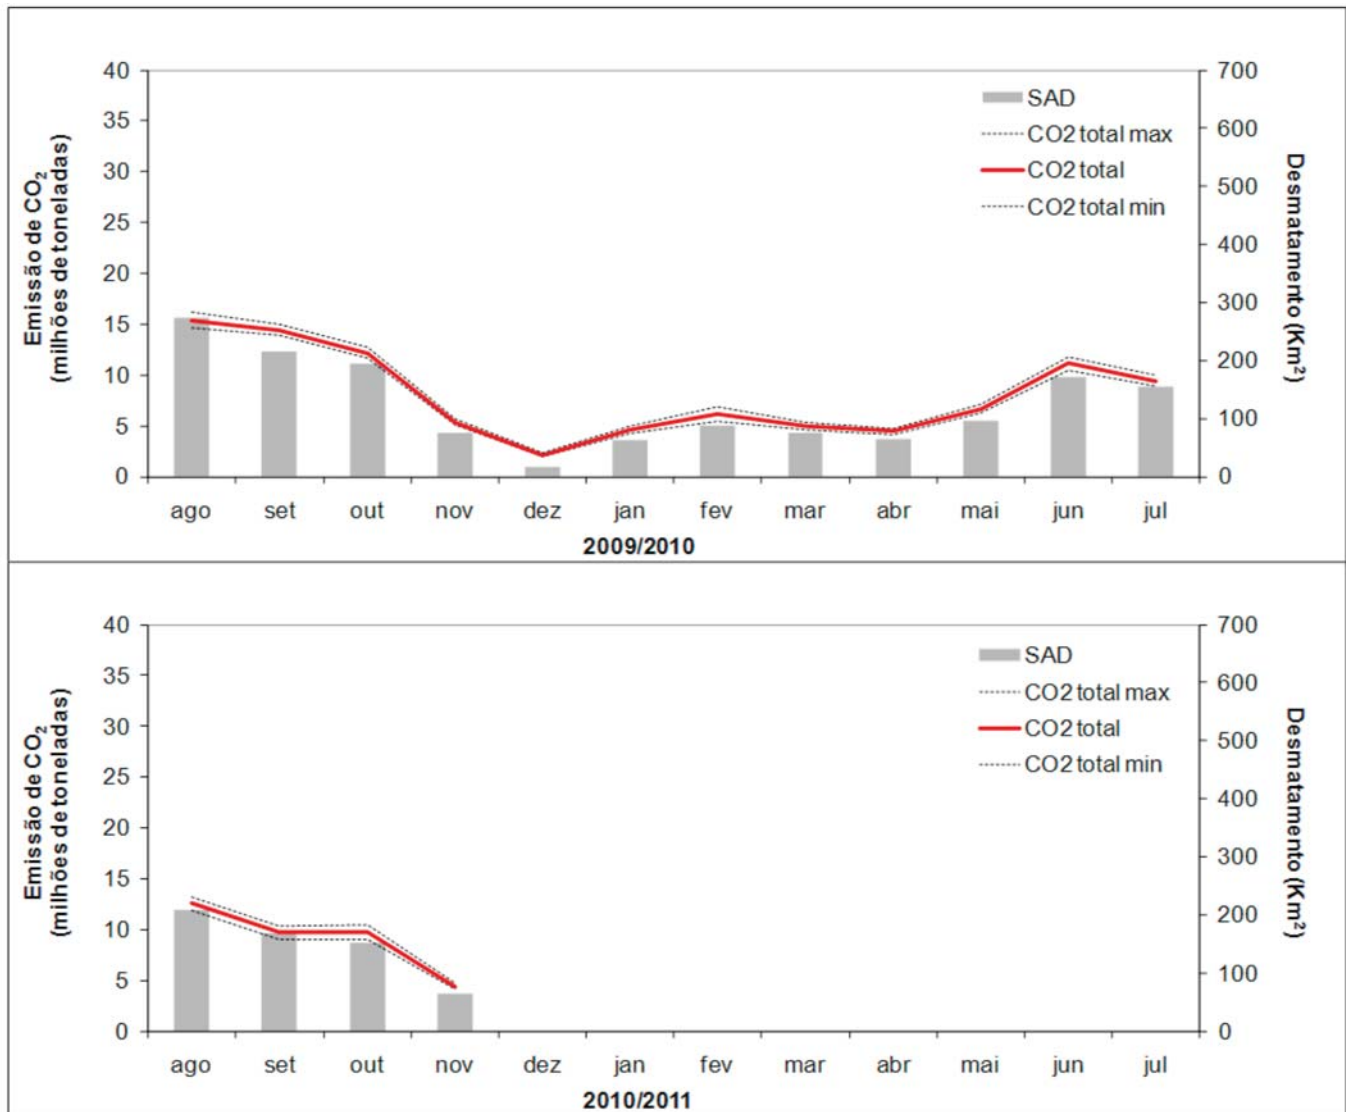 40
35
30
25
20
15
10
5
0
Emissão de CO₂
(milhões de toneladas)
700
600
500
400
300
200
100
0
Desmatamento (Km²)
SAD
CO2 total max
CO2 total
CO2 total min
ago set out nov dez jan fev mar abr mai jun jul
2009/2010
40
35
30
25
20
15
10
5
0
Emissão de CO₂
(milhões de toneladas)
700
600
500
400
300
200
100
0
Desmatamento (Km²)
SAD
CO2 total max
CO2 total
CO2 total min
ago set out nov dez jan fev mar abr mai jun jul
2010/2011